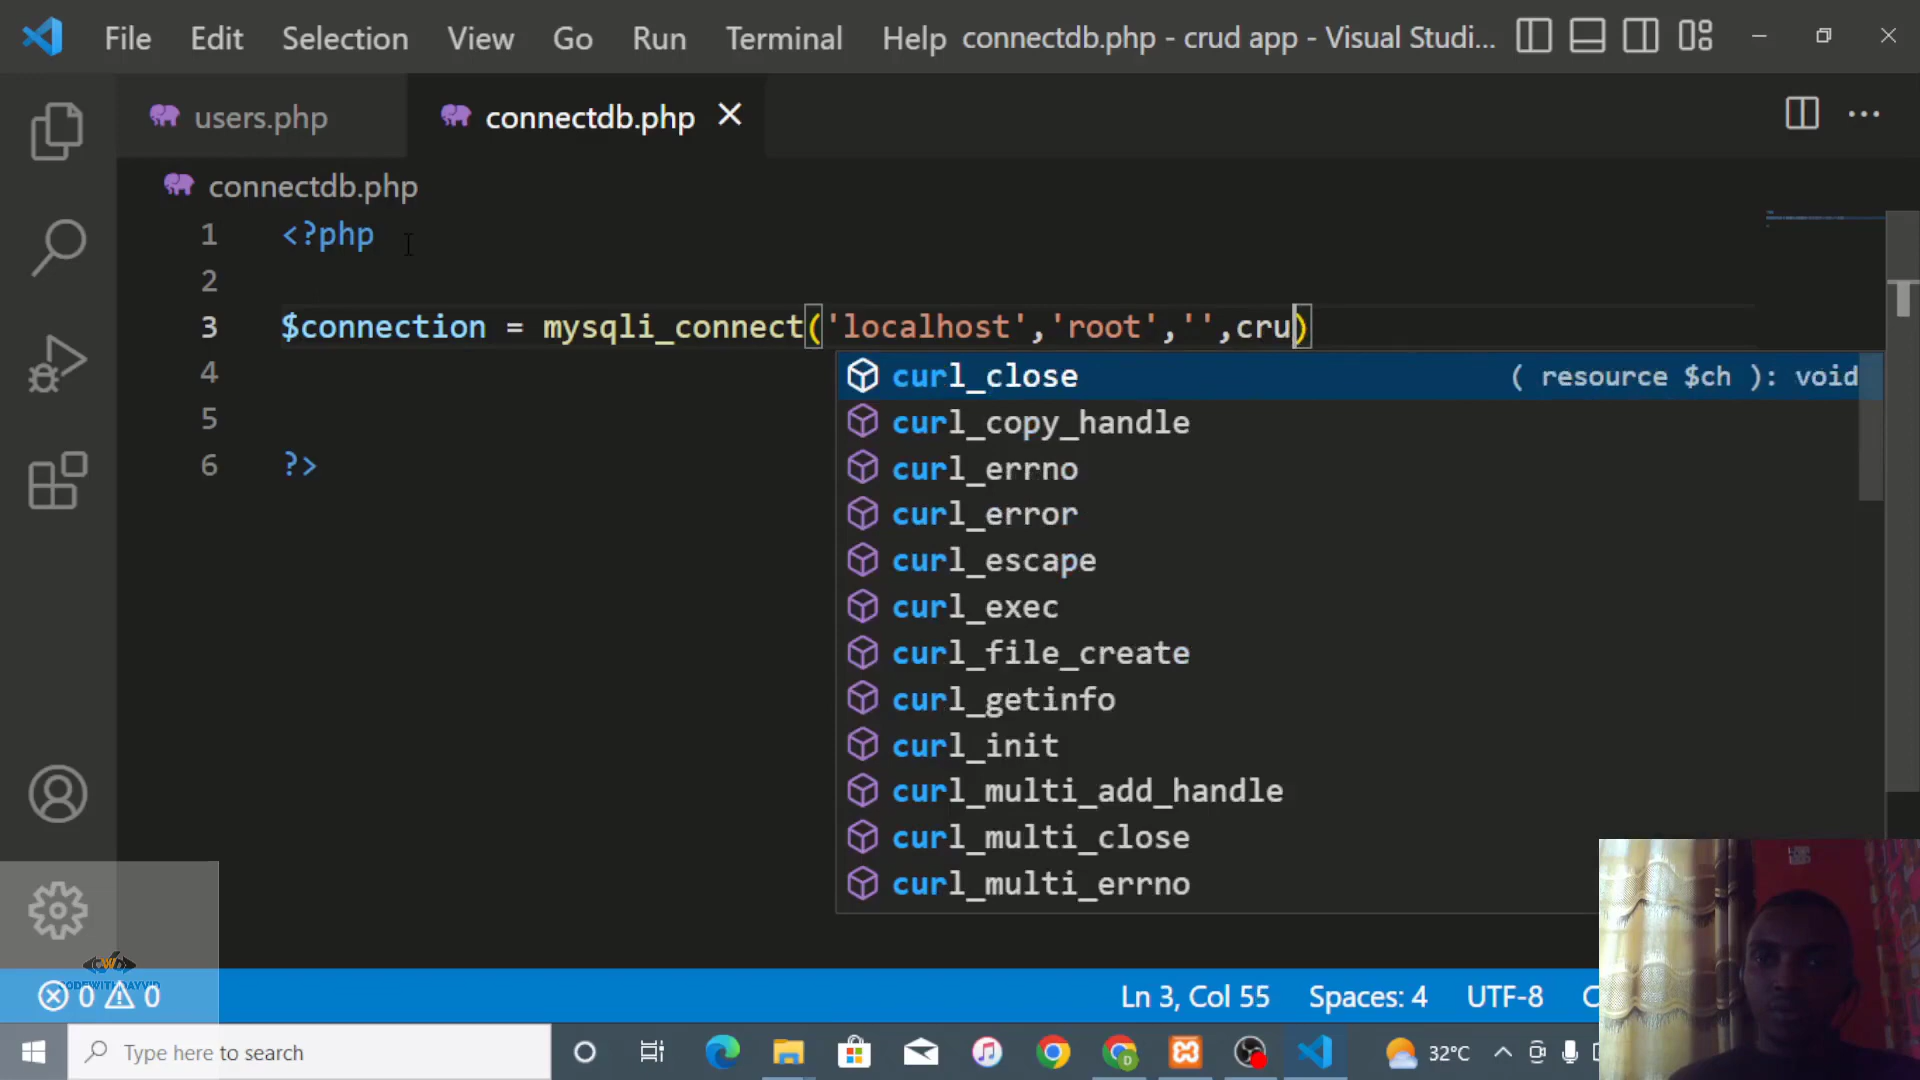 File Edit Selection View Go Run Terminal Help connectdb.php - crud app - Visual Studi...
users.php connectdb.php
connectdb.php
1 <?php
2
3 $connection = mysqli_connect('localhost','root','',cru)
4
5
6 ?>
curl_close ( resource $ch ): void
curl_copy_handle
curl_errno
curl_error
curl_escape
curl_exec
curl_file_create
curl_getinfo
curl_init
curl_multi_add_handle
curl_multi_close
curl_multi_errno
CWD
CODEWITHDAYVID
0 0 Ln 3, Col 55 Spaces: 4 UTF-8 C
Type here to search 32°C